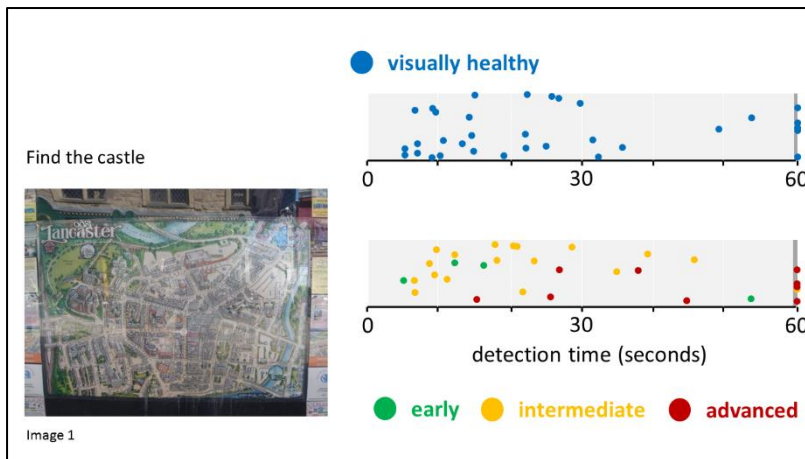 visually healthy
Find the castle
Lancaster
0 30 60
0 30 60
detection time (seconds)
early intermediate advanced
Image 1